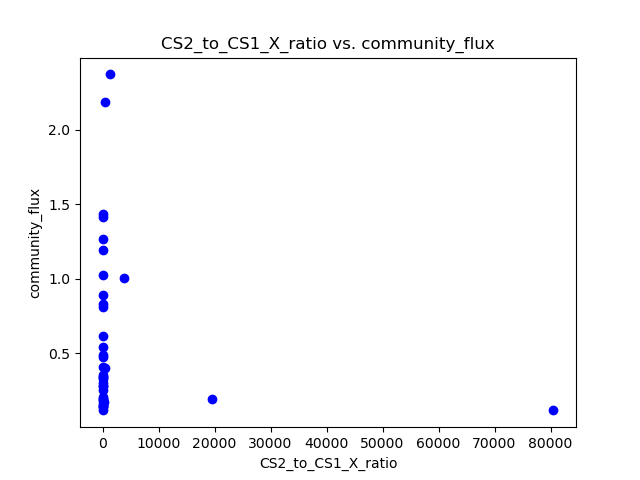 CS2_to_CS1_X_ratio vs. community_flux
2.0
1.5
1.0
0.5
community_flux
0 10000 20000 30000 40000 50000 60000 70000 80000
CS2_to_CS1_X_ratio